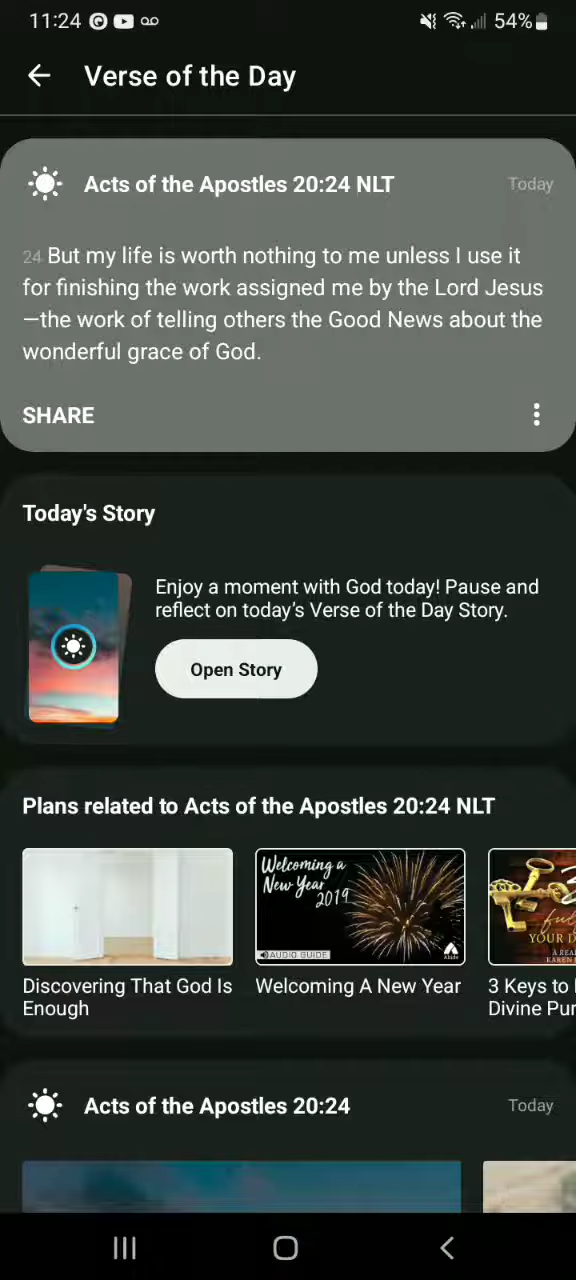 11:24 54%
Verse of the Day
Acts of the Apostles 20:24 NLT Today
24 But my life is worth nothing to me unless I use it
for finishing the work assigned me by the Lord Jesus
—the work of telling others the Good News about the
wonderful grace of God.
SHARE
Today's Story
Enjoy a moment with God today! Pause and
reflect on today's Verse of the Day Story.
Open Story
Plans related to Acts of the Apostles 20:24 NLT
Welcoming a
New Year
2019
AUDIO GUIDE
Abide
YOUR D
KAREN
Discovering That God Is
Enough
Welcoming A New Year
3 Keys to
Divine Pur
Acts of the Apostles 20:24 Today